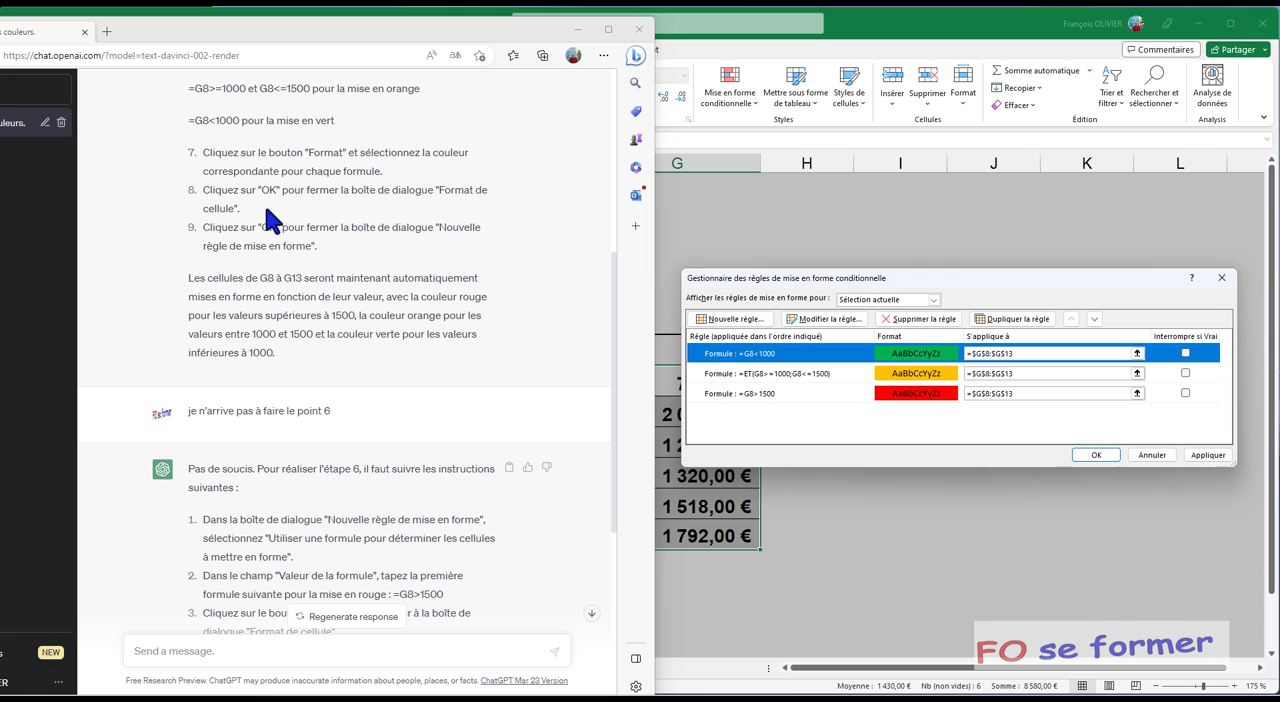 François OLIVIER
s couleurs.
https://chat.openai.com/?model=text-davinci-002-render
Commentaires
Partager
Mise en forme conditionnelle
Mettre sous forme de tableau
Styles de cellules
Insérer
Supprimer
Format
Somme automatique
Recopier
Effacer
Trier et filtrer
Rechercher et sélectionner
Analyse de données
Styles
Cellules
Édition
Analysis
G H I J K L
=G8>=1000 et G8<=1500 pour la mise en orange
=G8<1000 pour la mise en vert
uleurs.
7. Cliquez sur le bouton "Format" et sélectionnez la couleur
correspondante pour chaque formule.
8. Cliquez sur "OK" pour fermer la boîte de dialogue "Format de
cellule".
9. Cliquez sur "O pour fermer la boîte de dialogue "Nouvelle
règle de mise en forme".
Les cellules de G8 à G13 seront maintenant automatiquement
mises en forme en fonction de leur valeur, avec la couleur rouge
pour les valeurs supérieures à 1500, la couleur orange pour les
valeurs entre 1000 et 1500 et la couleur verte pour les valeurs
inférieures à 1000.
FO se former
je n'arrive pas à faire le point 6
Pas de soucis. Pour réaliser l'étape 6, il faut suivre les instructions
suivantes :
1. Dans la boîte de dialogue "Nouvelle règle de mise en forme",
sélectionnez "Utiliser une formule pour déterminer les cellules
à mettre en forme".
2. Dans le champ "Valeur de la formule", tapez la première
formule suivante pour la mise en rouge : =G8>1500
3. Cliquez sur le bou er à la boîte de
dialogue "Format de cellule".
Regenerate response
Send a message.
Free Research Preview. ChatGPT may produce inaccurate information about people, places, or facts. ChatGPT Mar 23 Version
s NEW
ER
Gestionnaire des règles de mise en forme conditionnelle
Afficher les règles de mise en forme pour : Sélection actuelle
Nouvelle règle... Modifier la règle... Supprimer la règle Dupliquer la règle
Règle (appliquée dans l'ordre indiqué) Format S'applique à Interrompre si Vrai
Formule : =G8<1000 AaBbCcYyZz =$G$8:$G$13
Formule : =ET(G8>=1000;G8<=1500) AaBbCcYyZz =$G$8:$G$13
Formule : =G8>1500 AaBbCcYyZz =$G$8:$G$13
OK Annuler Appliquer
7
2 0
1 2
1 320,00 €
1 518,00 €
1 792,00 €
FO se former
Moyenne : 1 430,00 € Nb (non vides) : 6 Somme : 8 580,00 € 175 %